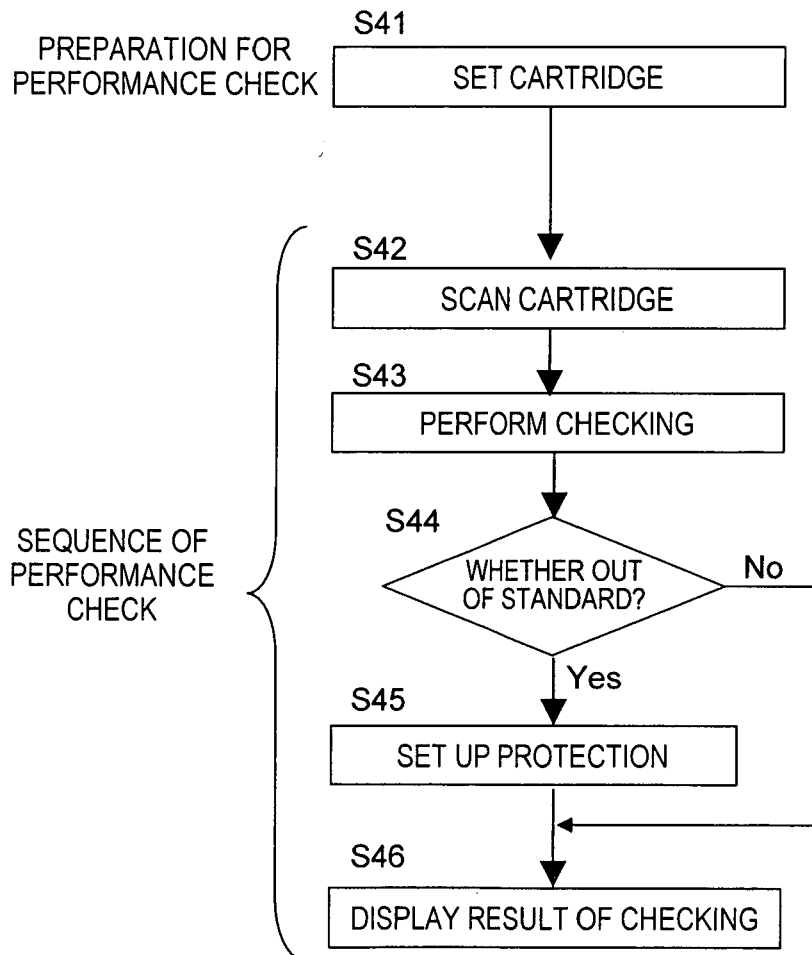 S41
PREPARATION FOR
PERFORMANCE CHECK
SET CARTRIDGE
S42
SCAN CARTRIDGE
S43
PERFORM CHECKING
S44
SEQUENCE OF
PERFORMANCE
CHECK
WHETHER OUT
OF STANDARD?
No
Yes
S45
SET UP PROTECTION
S46
DISPLAY RESULT OF CHECKING